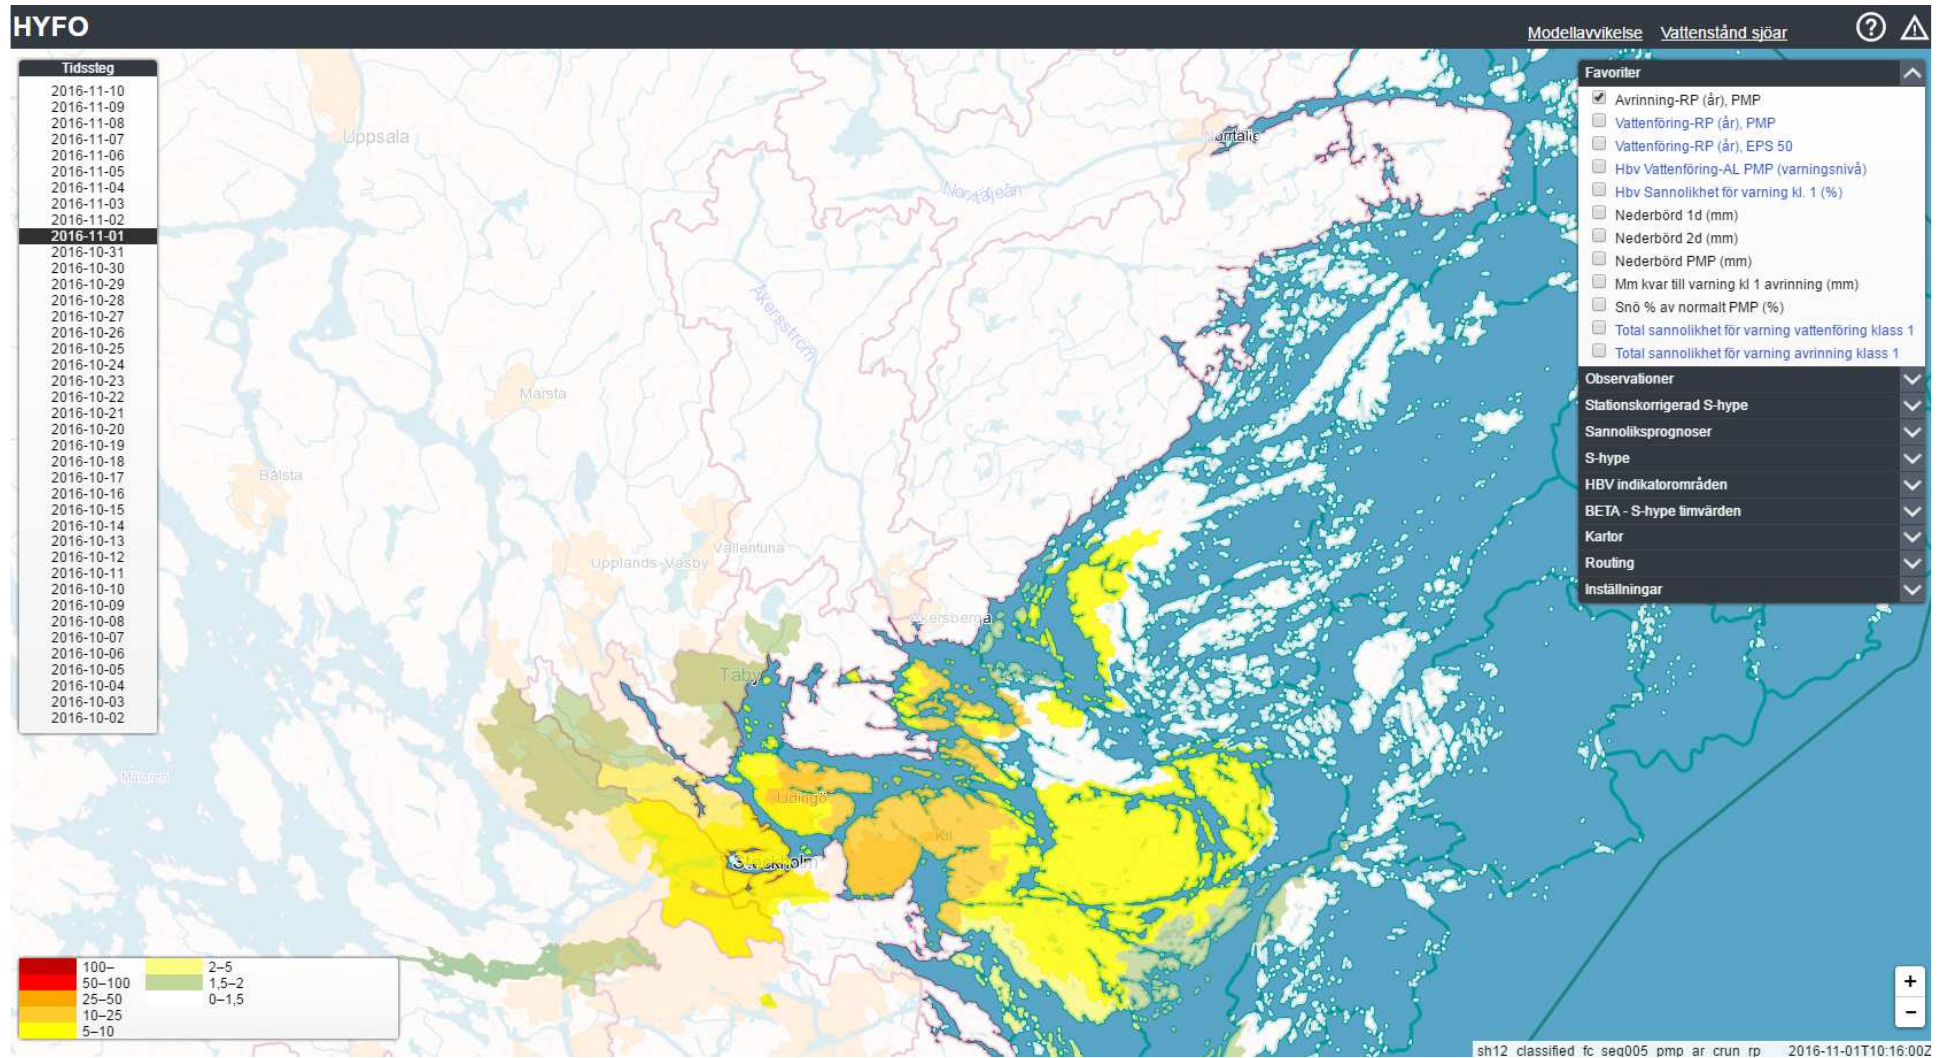 HYFO
Modellavvikelse Vattenstånd sjöar
Tidssteg
2016-11-10
2016-11-09
2016-11-08
2016-11-07
2016-11-06
2016-11-05
2016-11-04
2016-11-03
2016-11-02
2016-11-01
2016-10-31
2016-10-30
2016-10-29
2016-10-28
2016-10-27
2016-10-26
2016-10-25
2016-10-24
2016-10-23
2016-10-22
2016-10-21
2016-10-20
2016-10-19
2016-10-18
2016-10-17
2016-10-16
2016-10-15
2016-10-14
2016-10-13
2016-10-12
2016-10-11
2016-10-10
2016-10-09
2016-10-08
2016-10-07
2016-10-06
2016-10-05
2016-10-04
2016-10-03
2016-10-02
Uppsala
Norrtälje
Norrtäljeån
Åkersström
Märsta
Bålsta
Vallentuna
Upplands-Väsby
Åkersberga
Täby
Mälaren
Lidingö
Kil
Stockholm
Favoriter
Avrinning-RP (år), PMP
Vattenföring-RP (år), PMP
Vattenföring-RP (år), EPS 50
Hbv Vattenföring-AL PMP (varningsnivå)
Hbv Sannolikhet för varning kl. 1 (%)
Nederbörd 1d (mm)
Nederbörd 2d (mm)
Nederbörd PMP (mm)
Mm kvar till varning kl 1 avrinning (mm)
Snö % av normalt PMP (%)
Total sannolikhet för varning vattenföring klass 1
Total sannolikhet för varning avrinning klass 1
Observationer
Stationskorrigerad S-hype
Sannoliksprognoser
S-hype
HBV indikatorområden
BETA - S-hype timvärden
Kartor
Routing
Inställningar
100– 2–5
50–100 1,5–2
25–50 0–1,5
10–25
5–10
+
−
sh12_classified_fc_seq005_pmp_ar_crun_rp 2016-11-01T10:16:00Z